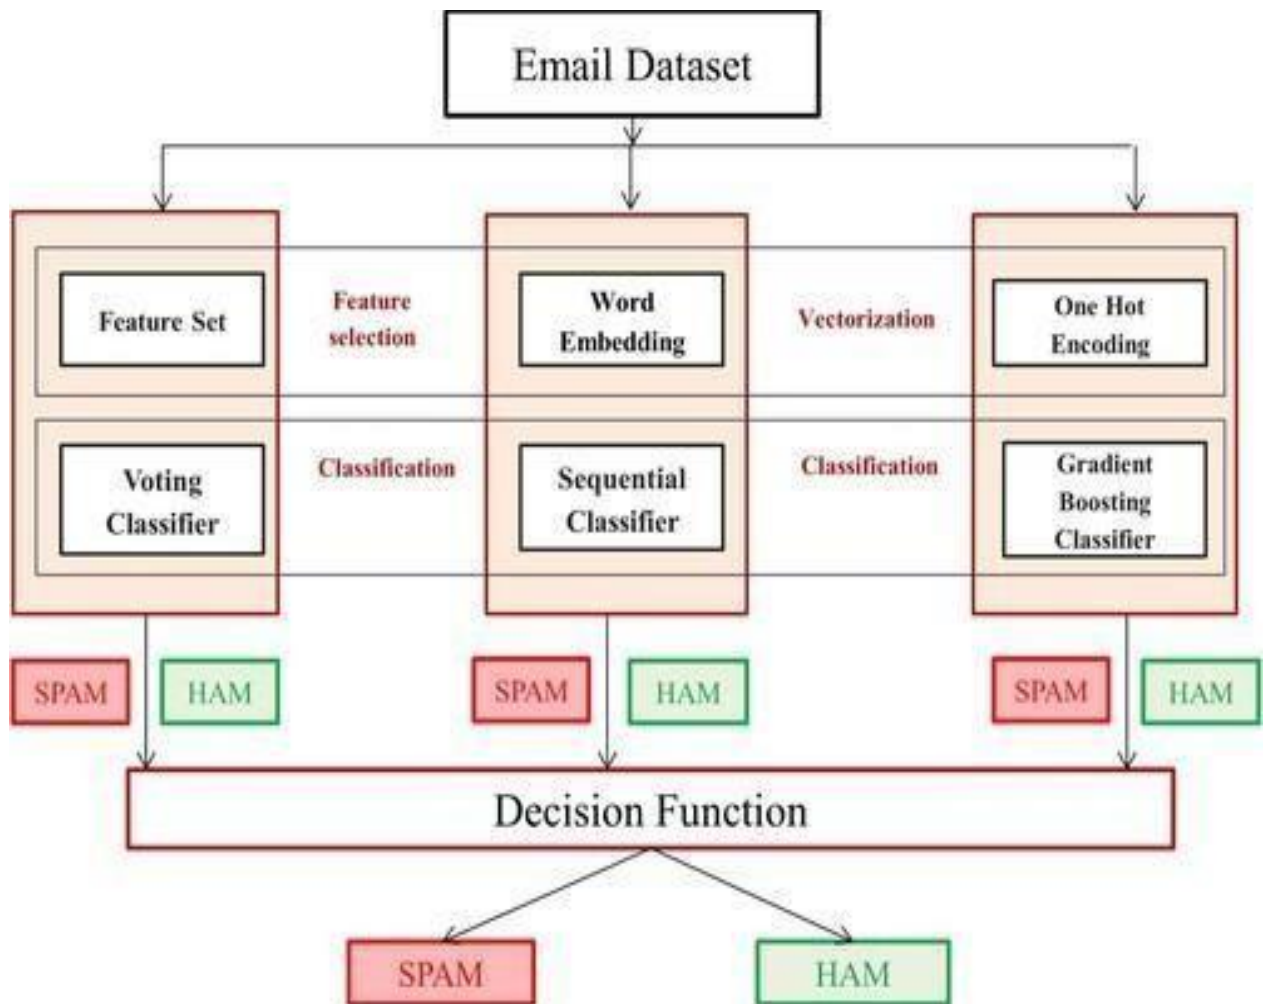 Email Dataset
Feature Set
Feature
selection
Word
Embedding
Vectorization
One Hot
Encoding
Voting
Classifier
Classification
Sequential
Classifier
Classification
Gradient
Boosting
Classifier
SPAM
HAM
SPAM
HAM
SPAM
HAM
Decision Function
SPAM
HAM